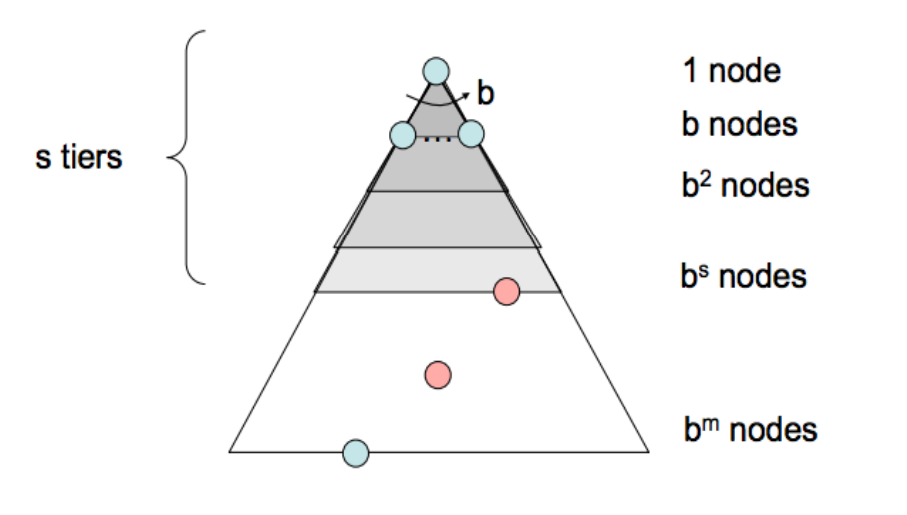 1 node
b
b nodes
...
s tiers
b² nodes
bˢ nodes
bᵐ nodes